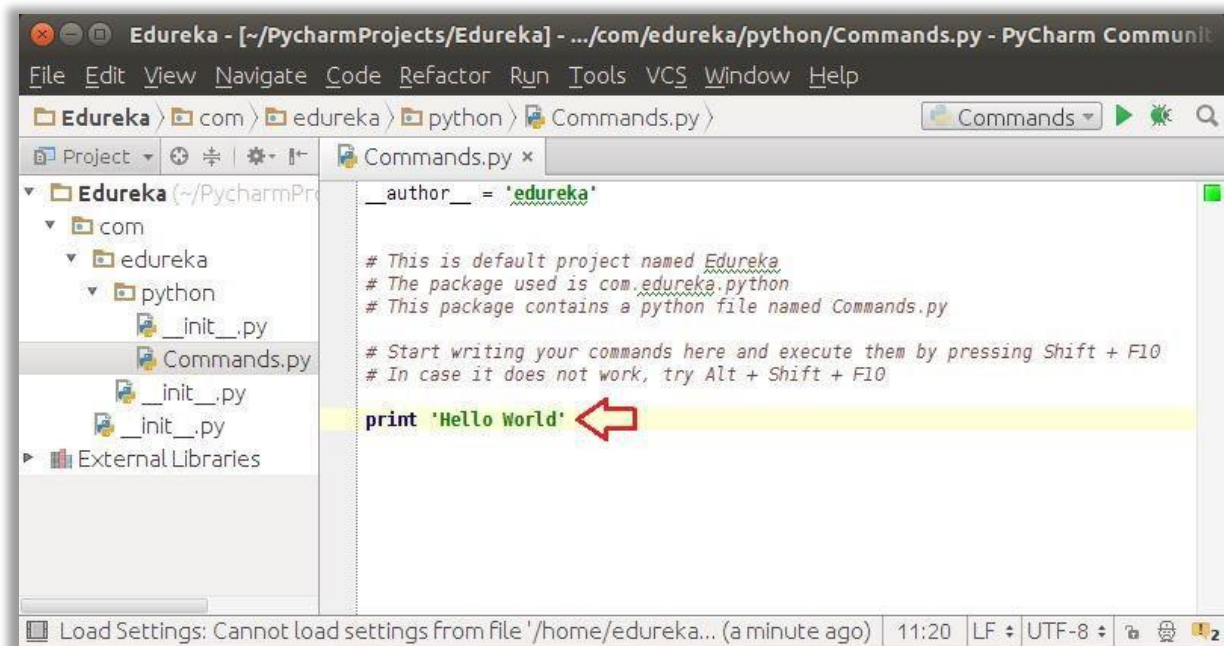 Edureka - [~/PycharmProjects/Edureka] - .../com/edureka/python/Commands.py - PyCharm Communit
File Edit View Navigate Code Refactor Run Tools VCS Window Help
Edureka com edureka python Commands.py Commands
Project Commands.py
Edureka (~/PycharmPro
com
edureka
python
__init__.py
Commands.py
__init__.py
__init__.py
External Libraries
__author__ = 'edureka'
# This is default project named Edureka
# The package used is com.edureka.python
# This package contains a python file named Commands.py
# Start writing your commands here and execute them by pressing Shift + F10
# In case it does not work, try Alt + Shift + F10
print 'Hello World'
Load Settings: Cannot load settings from file '/home/edureka... (a minute ago) 11:20 LF UTF-8 2